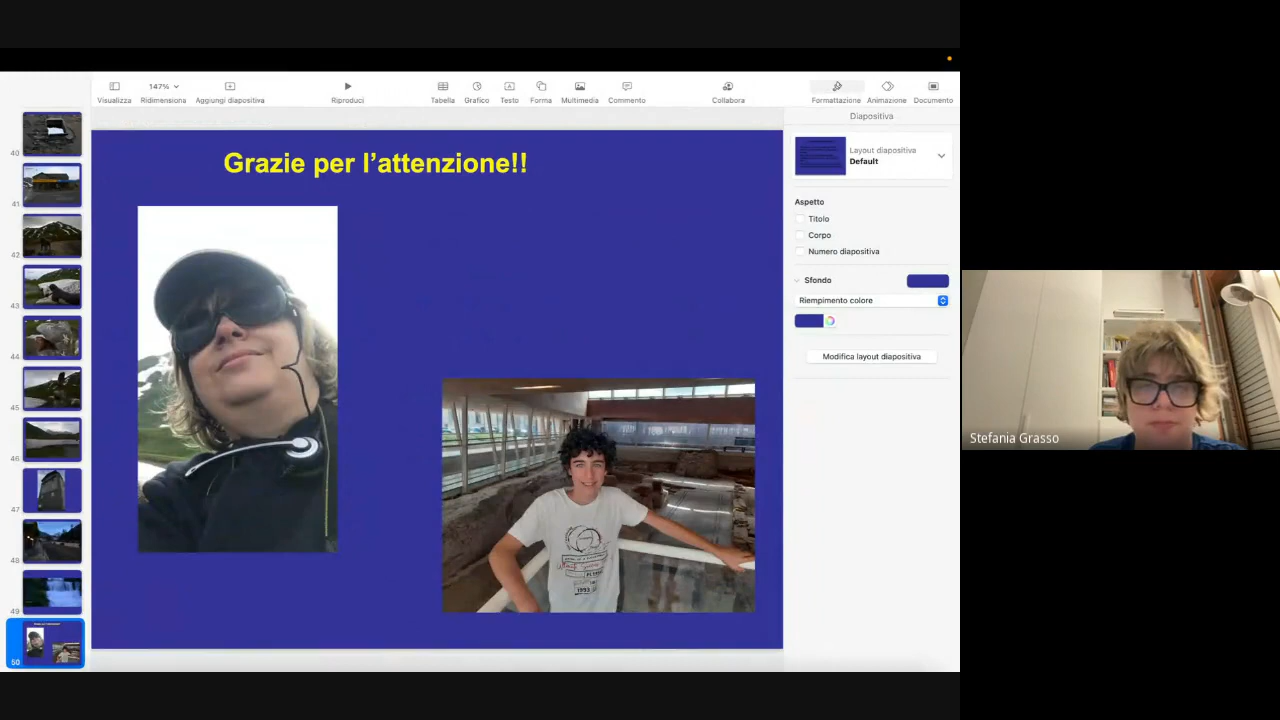 147%
Visualizza
Ridimensiona
Aggiungi diapositiva
Riproduci
Tabella
Grafico
Testo
Forma
Multimedia
Commento
Collabora
Formattazione
Animazione
Documento
Diapositiva
Layout diapositiva
Default
Aspetto
Titolo
Corpo
Numero diapositiva
Sfondo
Riempimento colore
Modifica layout diapositiva
40
41
42
43
44
45
46
47
48
49
50
Grazie per l’attenzione!!
1993
Stefania Grasso